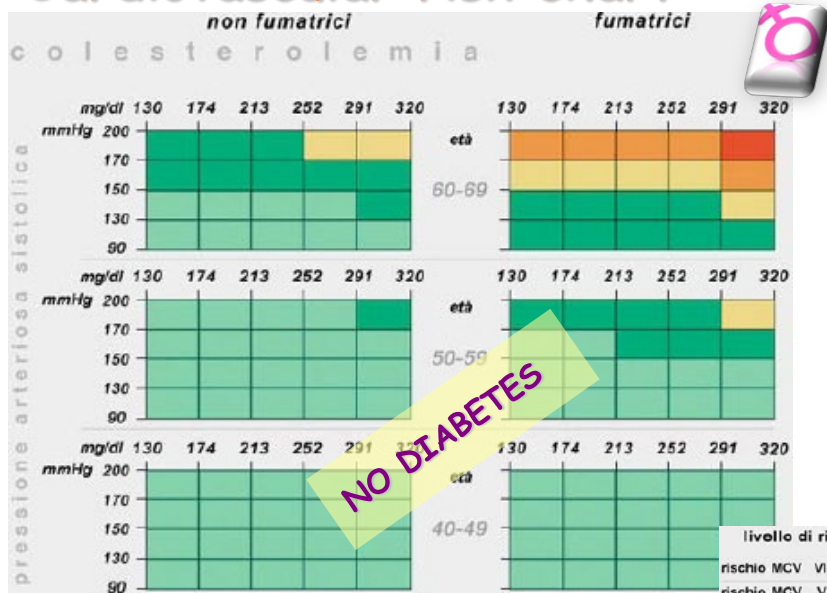 non fumatrici fumatrici
colesterolemia
mg/dl 130 174 213 252 291 320 130 174 213 252 291 320
mmHg 200
170
150
130
90
età
60-69
mg/dl 130 174 213 252 291 320 130 174 213 252 291 320
mmHg 200
170
150
130
90
età
50-59
NO DIABETES
mg/dl 130 174 213 252 291 130 174 213 252 291 320
mmHg 200
170
150
130
90
età
40-49
pressione arteriosa sistolica
livello di
rischio MCV
rischio MCV